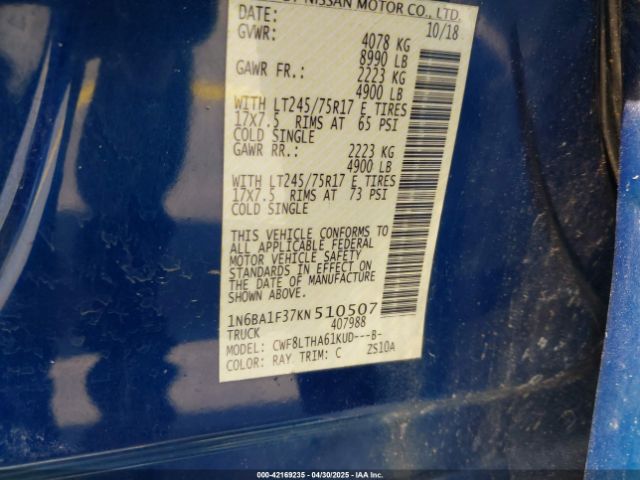 OF NISSAN MOTOR CO., LTD.
DATE: 10/18
GVWR: 4078 KG
8990 LB
GAWR FR.: 2223 KG
4900 LB
WITH LT245/75R17 E TIRES
17X7.5 RIMS AT 65 PSI
COLD SINGLE
GAWR RR.: 2223 KG
4900 LB
WITH LT245/75R17 E TIRES
17X7.5 RIMS AT 73 PSI
COLD SINGLE
THIS VEHICLE CONFORMS TO
ALL APPLICABLE FEDERAL
MOTOR VEHICLE SAFETY
STANDARDS IN EFFECT ON
THE DATE OF MANUFACTURE
SHOWN ABOVE.
1N6BA1F37KN510507
TRUCK 407988
MODEL: CWF8LTHA61KUD---B-
COLOR: RAY TRIM: C ZS10A
000-42169235 - 04/30/2025 - IAA Inc.